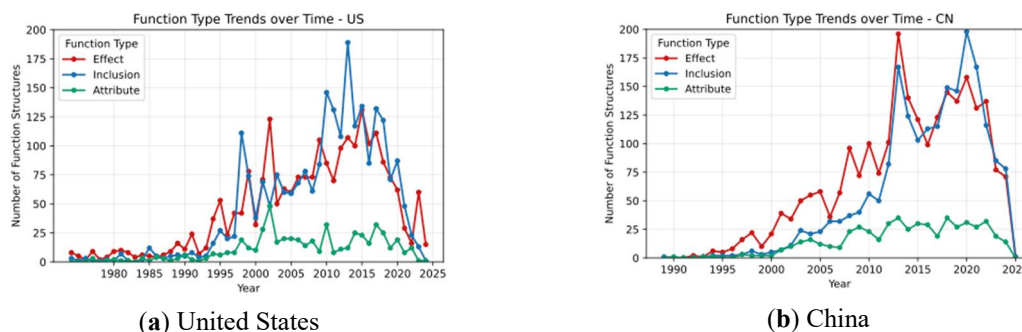 Function Type Trends over Time - US
Number of Function Structures
200
175
150
125
100
75
50
25
0
Function Type
Effect
Inclusion
Attribute
1980 1985 1990 1995 2000 2005 2010 2015 2020 2025
Year
(a) United States
Function Type Trends over Time - CN
Number of Function Structures
200
175
150
125
100
75
50
25
0
Function Type
Effect
Inclusion
Attribute
1990 1995 2000 2005 2010 2015 2020 2025
Year
(b) China